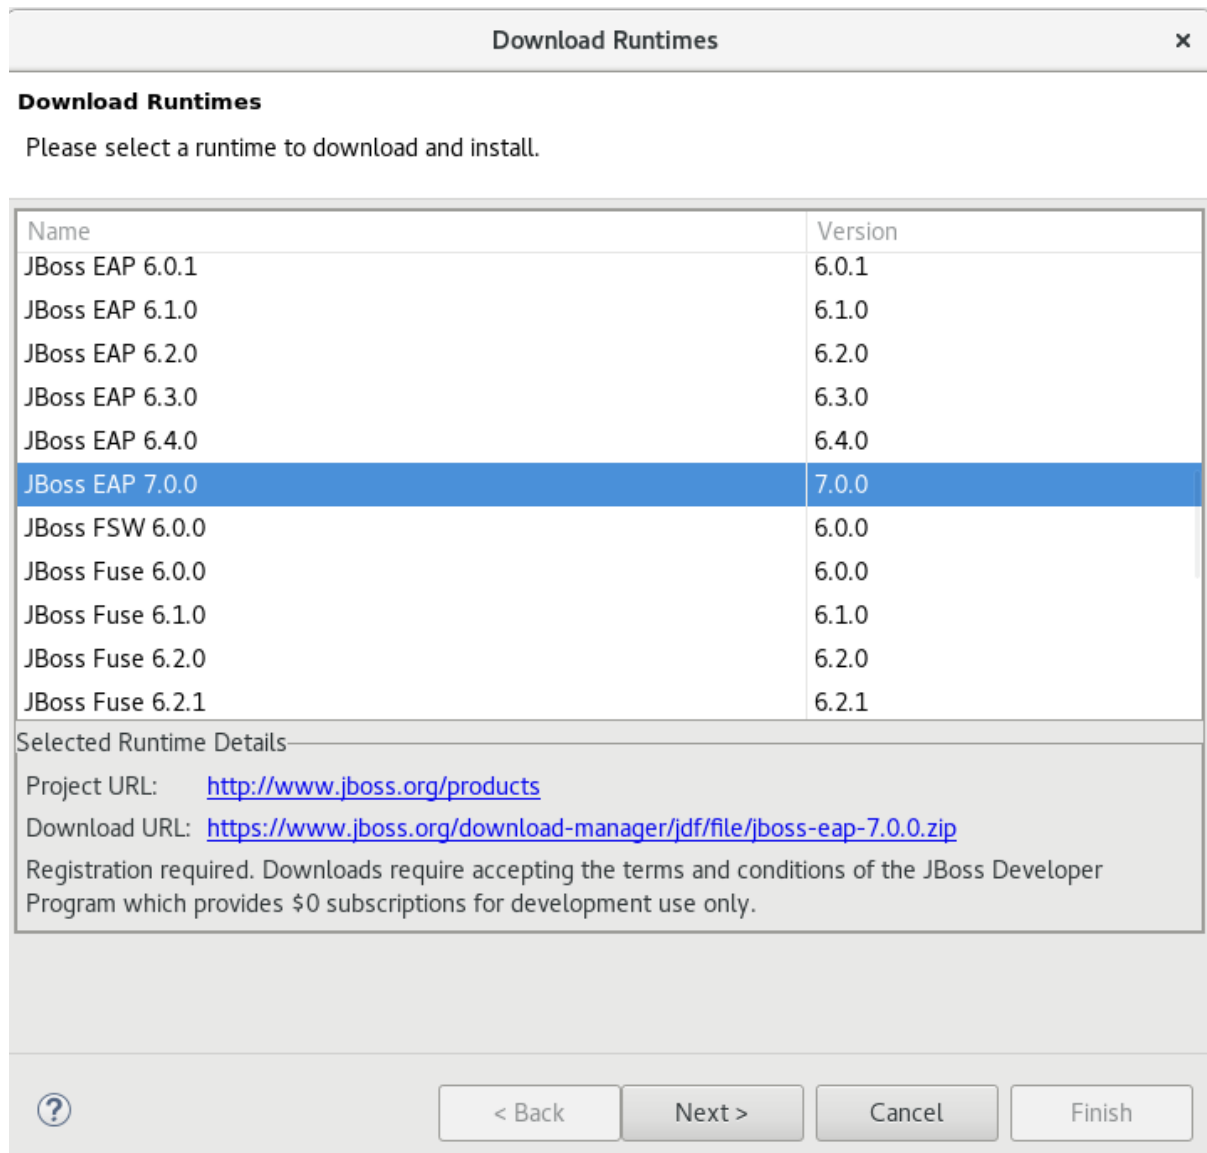 Download Runtimes ×
Download Runtimes
Please select a runtime to download and install.
Name Version
JBoss EAP 6.0.1 6.0.1
JBoss EAP 6.1.0 6.1.0
JBoss EAP 6.2.0 6.2.0
JBoss EAP 6.3.0 6.3.0
JBoss EAP 6.4.0 6.4.0
JBoss EAP 7.0.0 7.0.0
JBoss FSW 6.0.0 6.0.0
JBoss Fuse 6.0.0 6.0.0
JBoss Fuse 6.1.0 6.1.0
JBoss Fuse 6.2.0 6.2.0
JBoss Fuse 6.2.1 6.2.1
Selected Runtime Details
Project URL: http://www.jboss.org/products
Download URL: https://www.jboss.org/download-manager/jdf/file/jboss-eap-7.0.0.zip
Registration required. Downloads require accepting the terms and conditions of the JBoss Developer
Program which provides $0 subscriptions for development use only.
? < Back Next > Cancel Finish